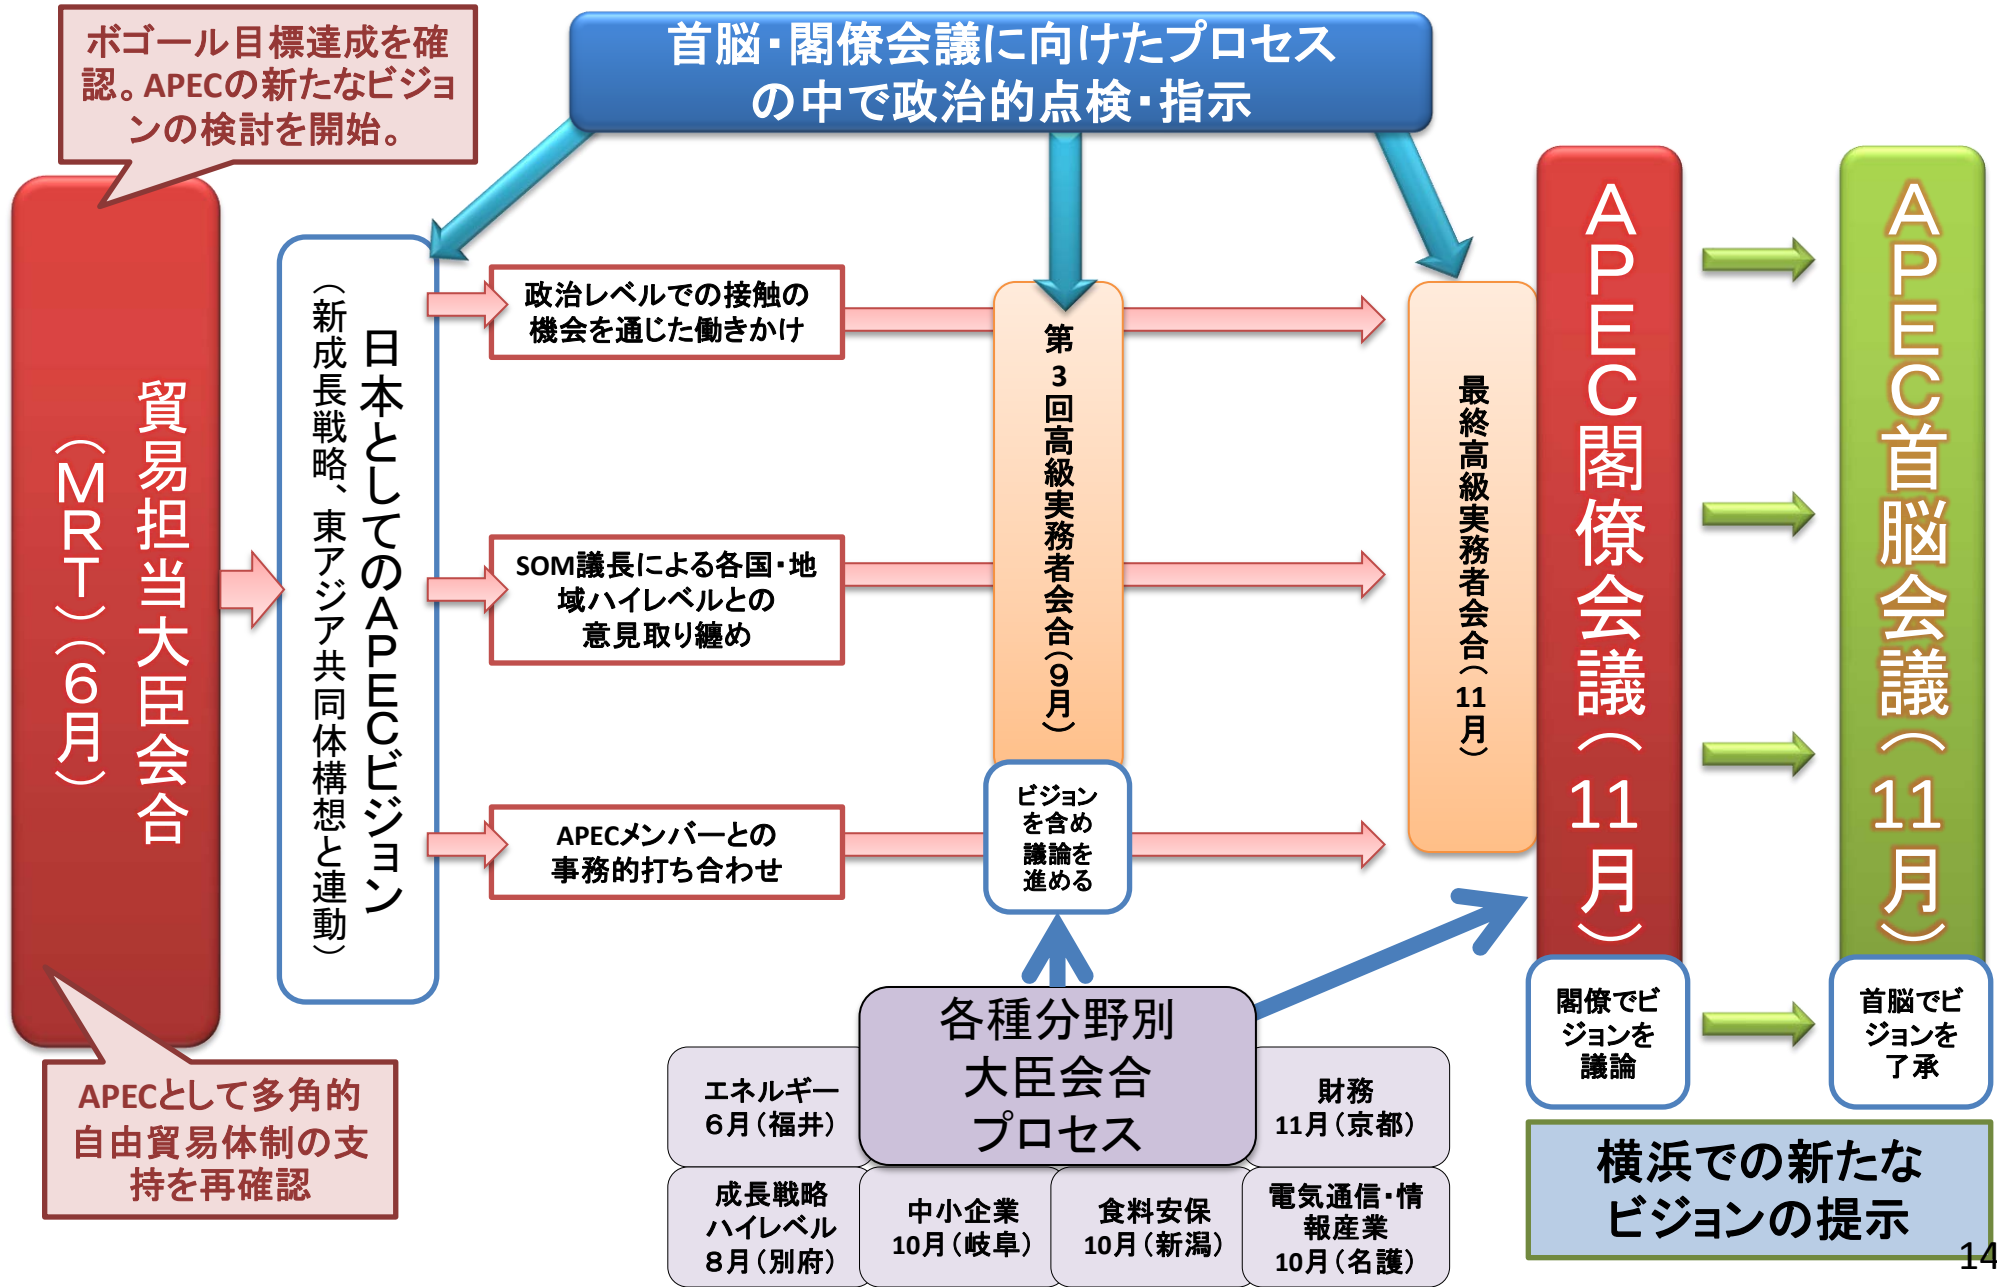 ボゴール目標達成を確
認。APECの新たなビジョ
ンの検討を開始。
首脳・閣僚会議に向けたプロセス
の中で政治的点検・指示
貿易担当大臣会合
（ＭＲＴ）（６月）
日本としてのＡＰＥＣビジョン
（新成長戦略、東アジア共同体構想と連動）
政治レベルでの接触の
機会を通じた働きかけ
SOM議長による各国・地
域ハイレベルとの
意見取り纏め
APECメンバーとの
事務的打ち合わせ
第3回高級実務者会合（９月）
ビジョン
を含め
議論を
進める
最終高級実務者会合（11月）
ＡＰＥＣ閣僚会議（11月）
閣僚でビ
ジョンを
議論
ＡＰＥＣ首脳会議（11月）
首脳でビ
ジョンを
了承
APECとして多角的
自由貿易体制の支
持を再確認
各種分野別
大臣会合
プロセス
エネルギー
６月（福井）
財務
11月（京都）
成長戦略
ハイレベル
８月（別府）
中小企業
10月（岐阜）
食料安保
10月（新潟）
電気通信・情
報産業
10月（名護）
横浜での新たな
ビジョンの提示
14